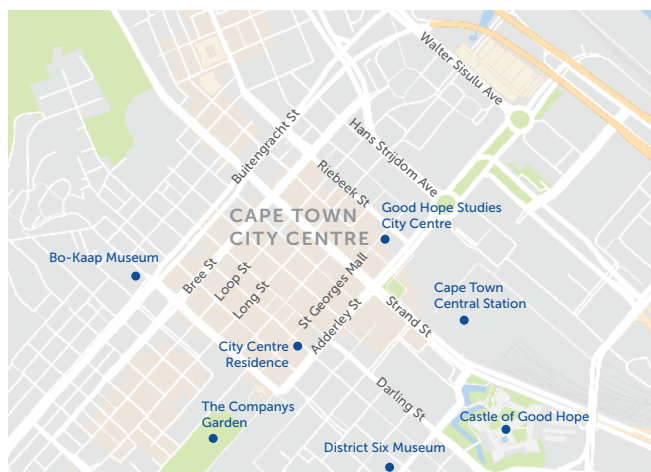 Walter Sisulu Ave
Buitengracht St
Hans Strijdom Ave
Riebeek St
CAPE TOWN
CITY CENTRE
Good Hope Studies
City Centre
Bo-Kaap Museum
Bree St
Loop St
Long St
St Georges Mall
Adderley St
Strand St
Cape Town
Central Station
City Centre
Residence
Darling St
The Companys
Garden
Castle of Good Hope
District Six Museum